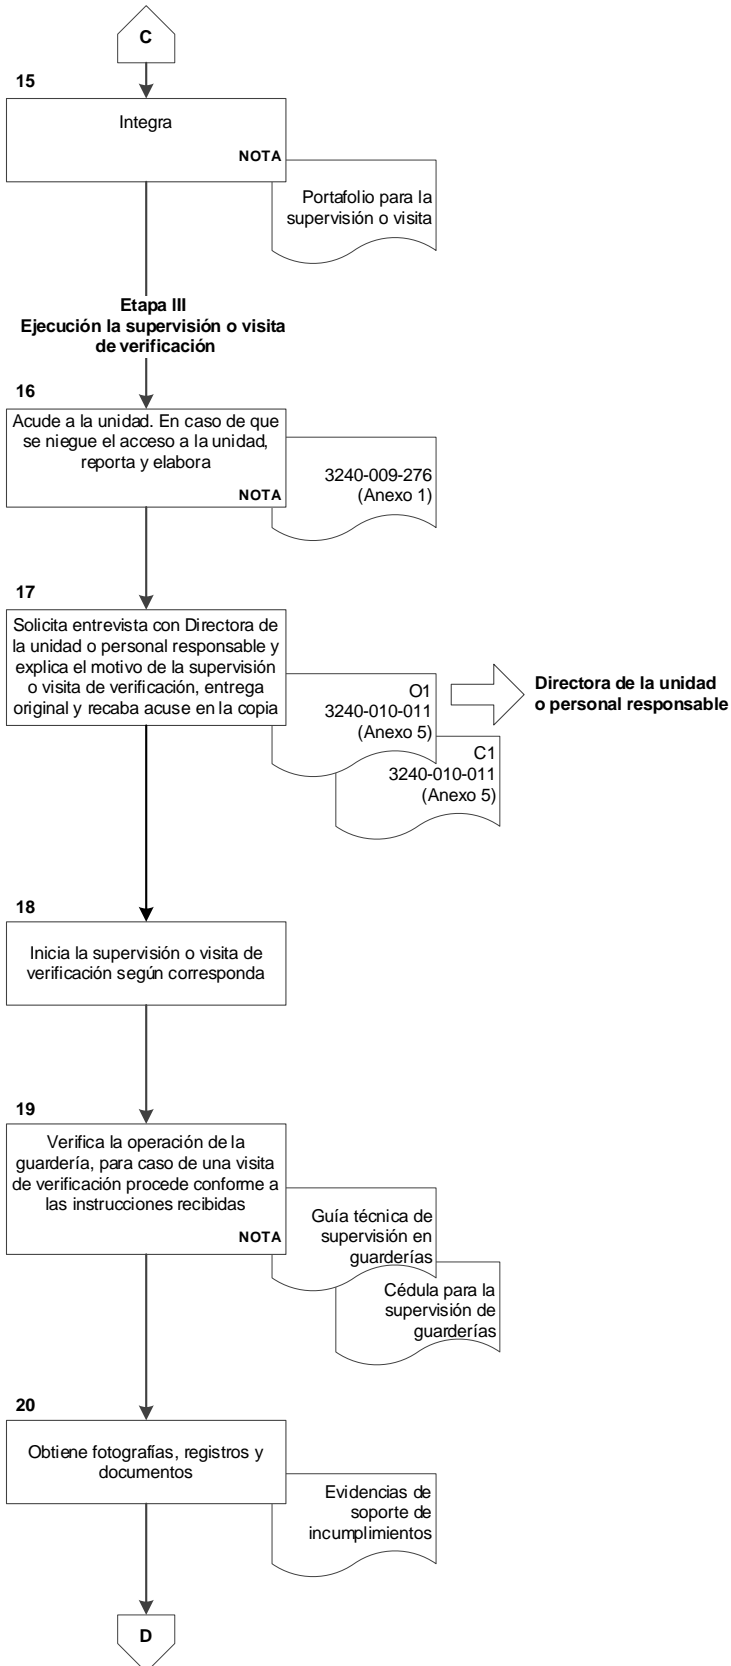 C
15
Integra
NOTA
Portafolio para la
supervisión o visita
Etapa III
Ejecución la supervisión o visita
de verificación
16
Acude a la unidad. En caso de que
se niegue el acceso a la unidad,
reporta y elabora
NOTA
3240-009-276
(Anexo 1)
17
Solicita entrevista con Directora de
la unidad o personal responsable y
explica el motivo de la supervisión
o visita de verificación, entrega
original y recaba acuse en la copia
O1
3240-010-011
(Anexo 5)
Directora de la unidad
o personal responsable
C1
3240-010-011
(Anexo 5)
18
Inicia la supervisión o visita de
verificación según corresponda
19
Verifica la operación de la
guardería, para caso de una visita
de verificación procede conforme a
las instrucciones recibidas
NOTA
Guía técnica de
supervisión en
guarderías
Cédula para la
supervisión de
guarderías
20
Obtiene fotografías, registros y
documentos
Evidencias de
soporte de
incumplimientos
D